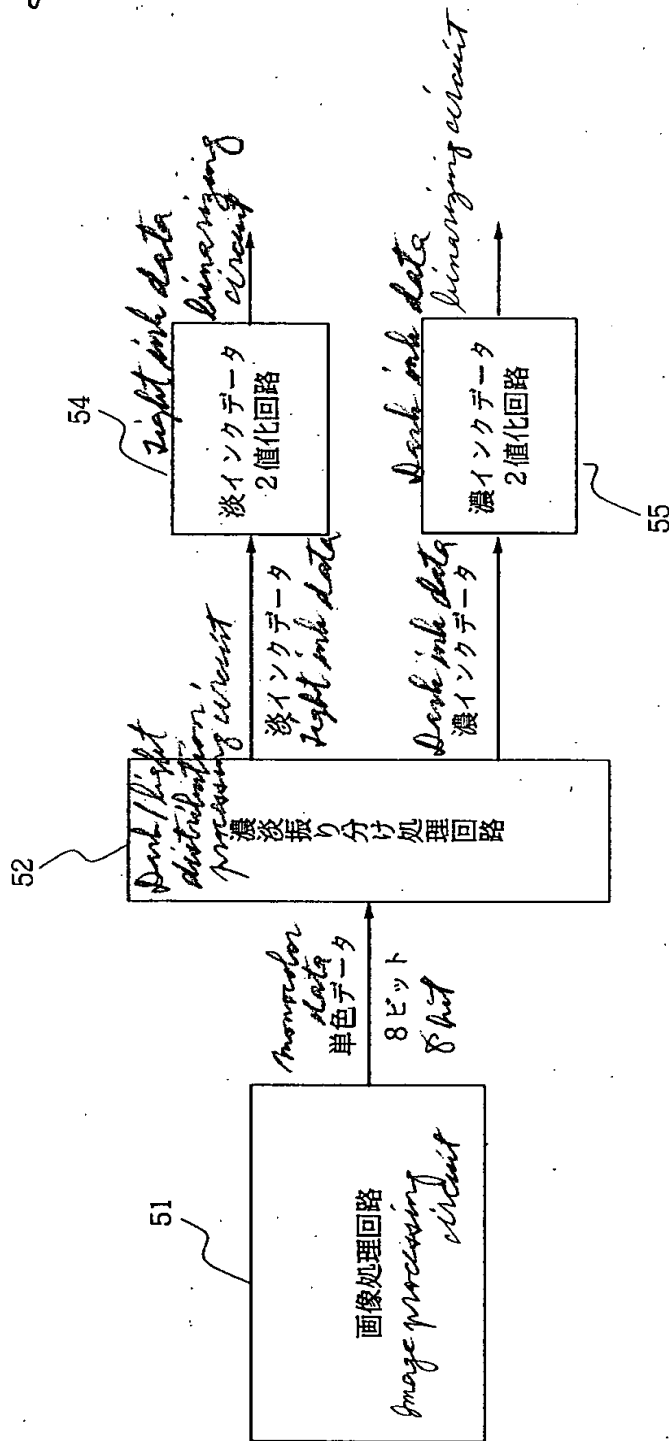 51
画像処理回路
Image processing
circuit
monocolor
data
単色データ
8ビット
8 bit
52
Dark/light
distribution
processing circuit
濃淡振り分け処理回路
淡インクデータ
Light ink data
Dark ink data
濃インクデータ
54
Light ink data
binarizing
circuit
淡インクデータ
2値化回路
Dark ink data
binarizing circuit
濃インクデータ
2値化回路
55